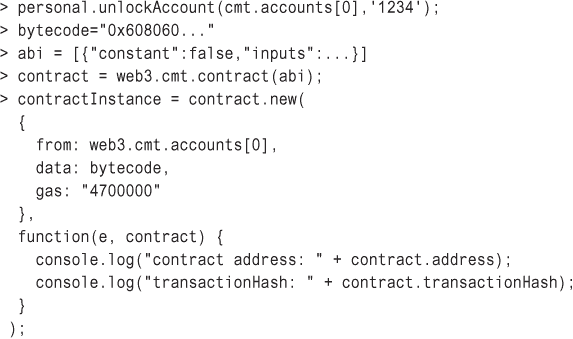 > personal.unlockAccount(cmt.accounts[0],'1234');
> bytecode="0x608060..."
> abi = [{"constant":false,"inputs":...}]
> contract = web3.cmt.contract(abi);
> contractInstance = contract.new(
  {
    from: web3.cmt.accounts[0],
    data: bytecode,
    gas: "4700000"
  },
  function(e, contract) {
    console.log("contract address: " + contract.address);
    console.log("transactionHash: " + contract.transactionHash);
  }
 );